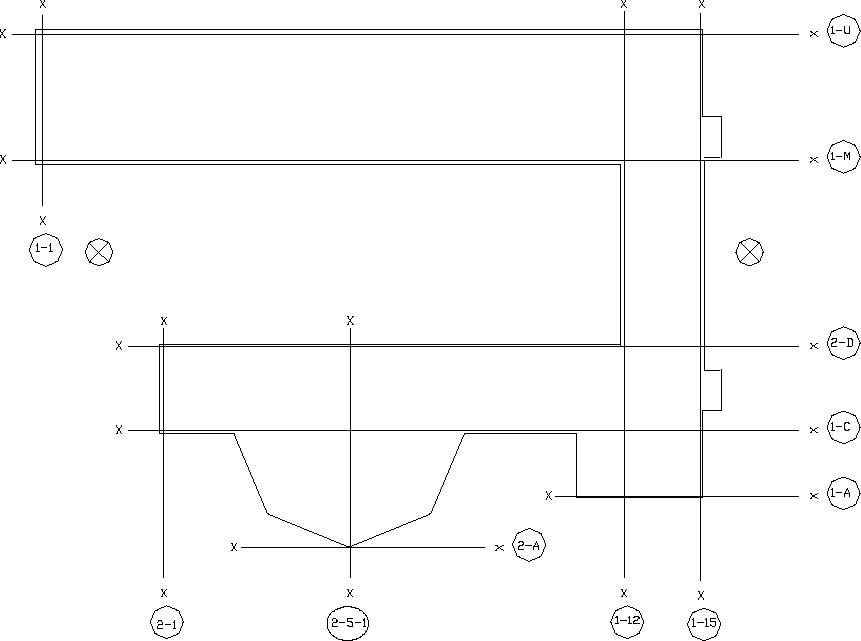 X X X
X X 1-U
X X 1-M
X
1-1
X X
X X 2-D
X X 1-C
X X 1-A
X X 2-A
X X X X
2-1 2-5-1 1-12 1-15